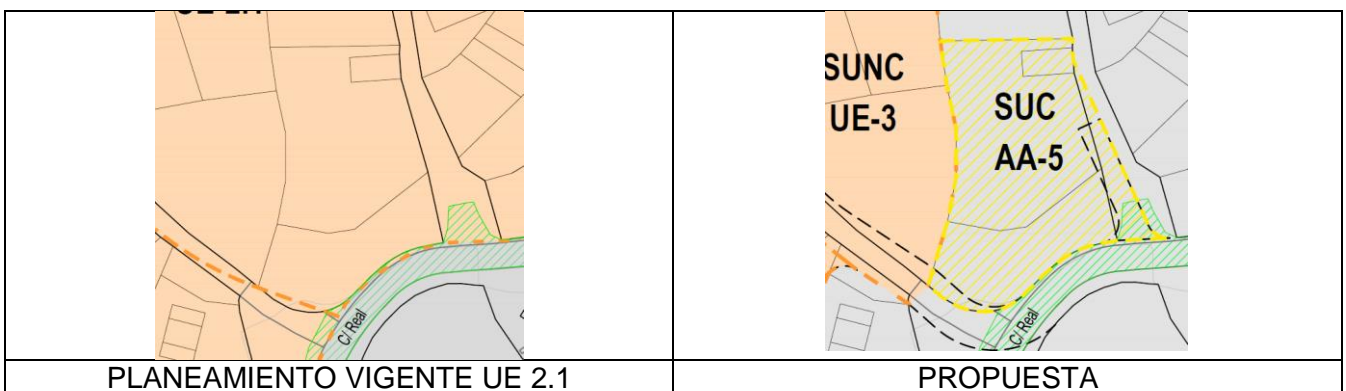 C/ Real
SUNC
UE-3
SUC
AA-5
C/ Real
PLANEAMIENTO VIGENTE UE 2.1
PROPUESTA